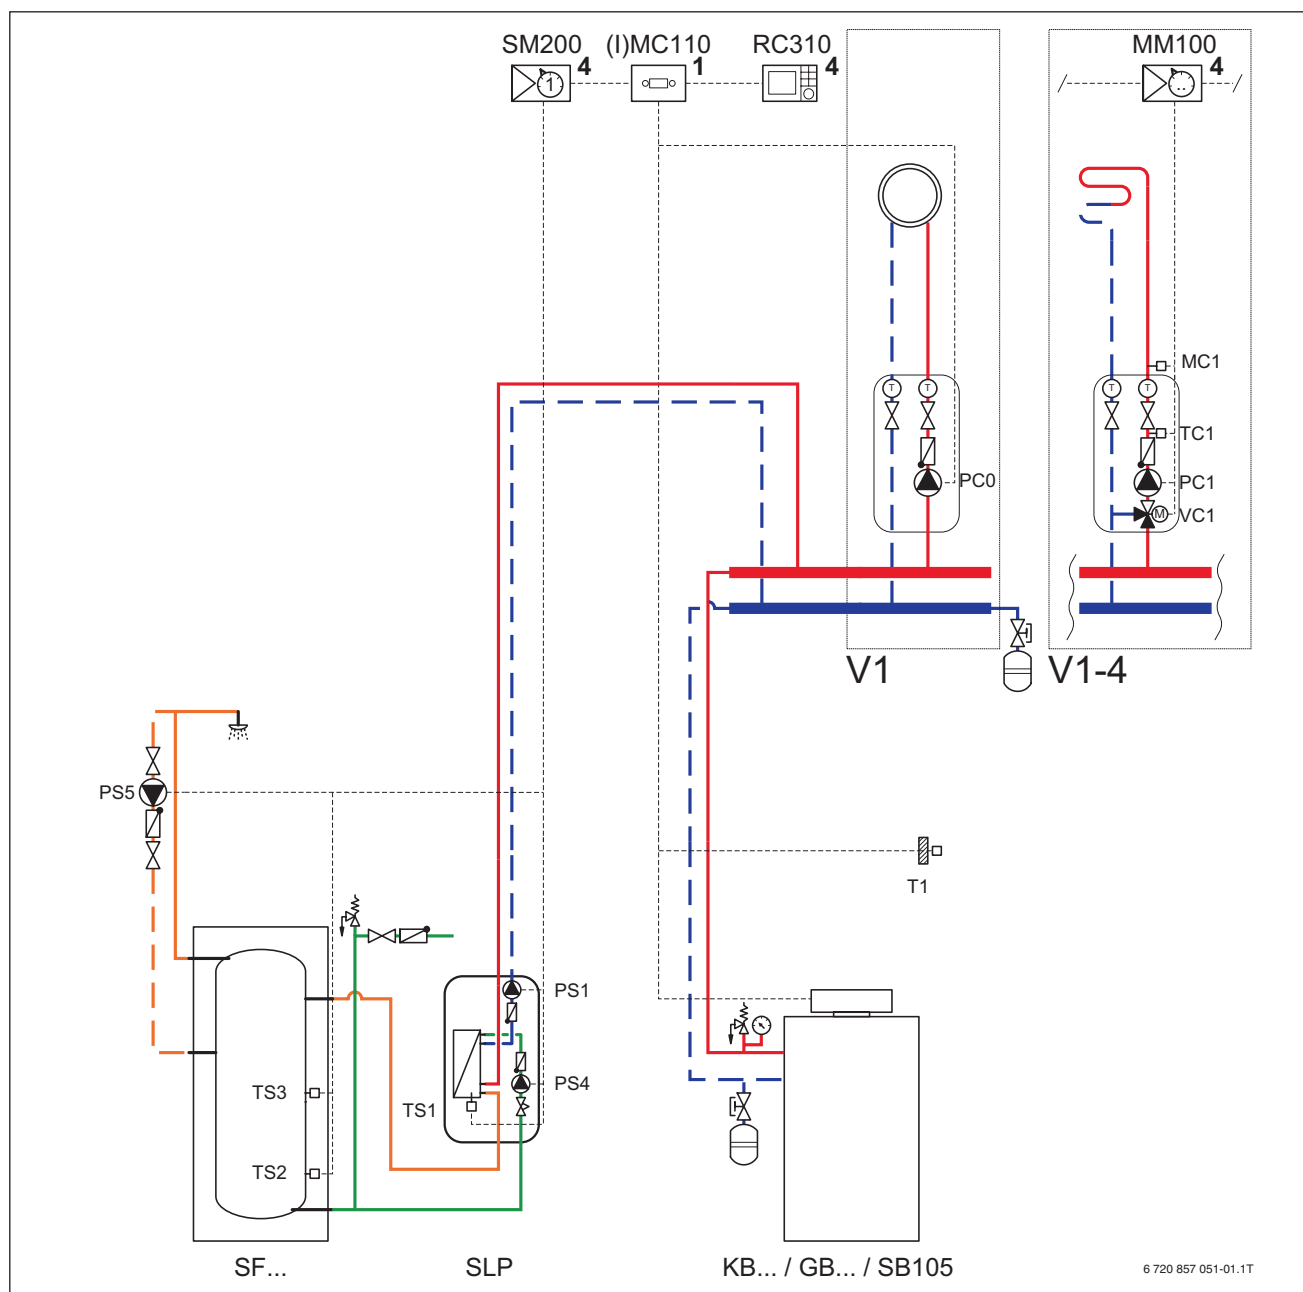 SM200 (I)MC110 RC310 MM100
4 1 4 4
1
..
MC1
T T T T
TC1
PC0 PC1
M VC1
V1 V1-4
PS5
T1
PS1
TS3 TS1 PS4
TS2
SF... SLP KB... / GB... / SB105
6 720 857 051-01.1T